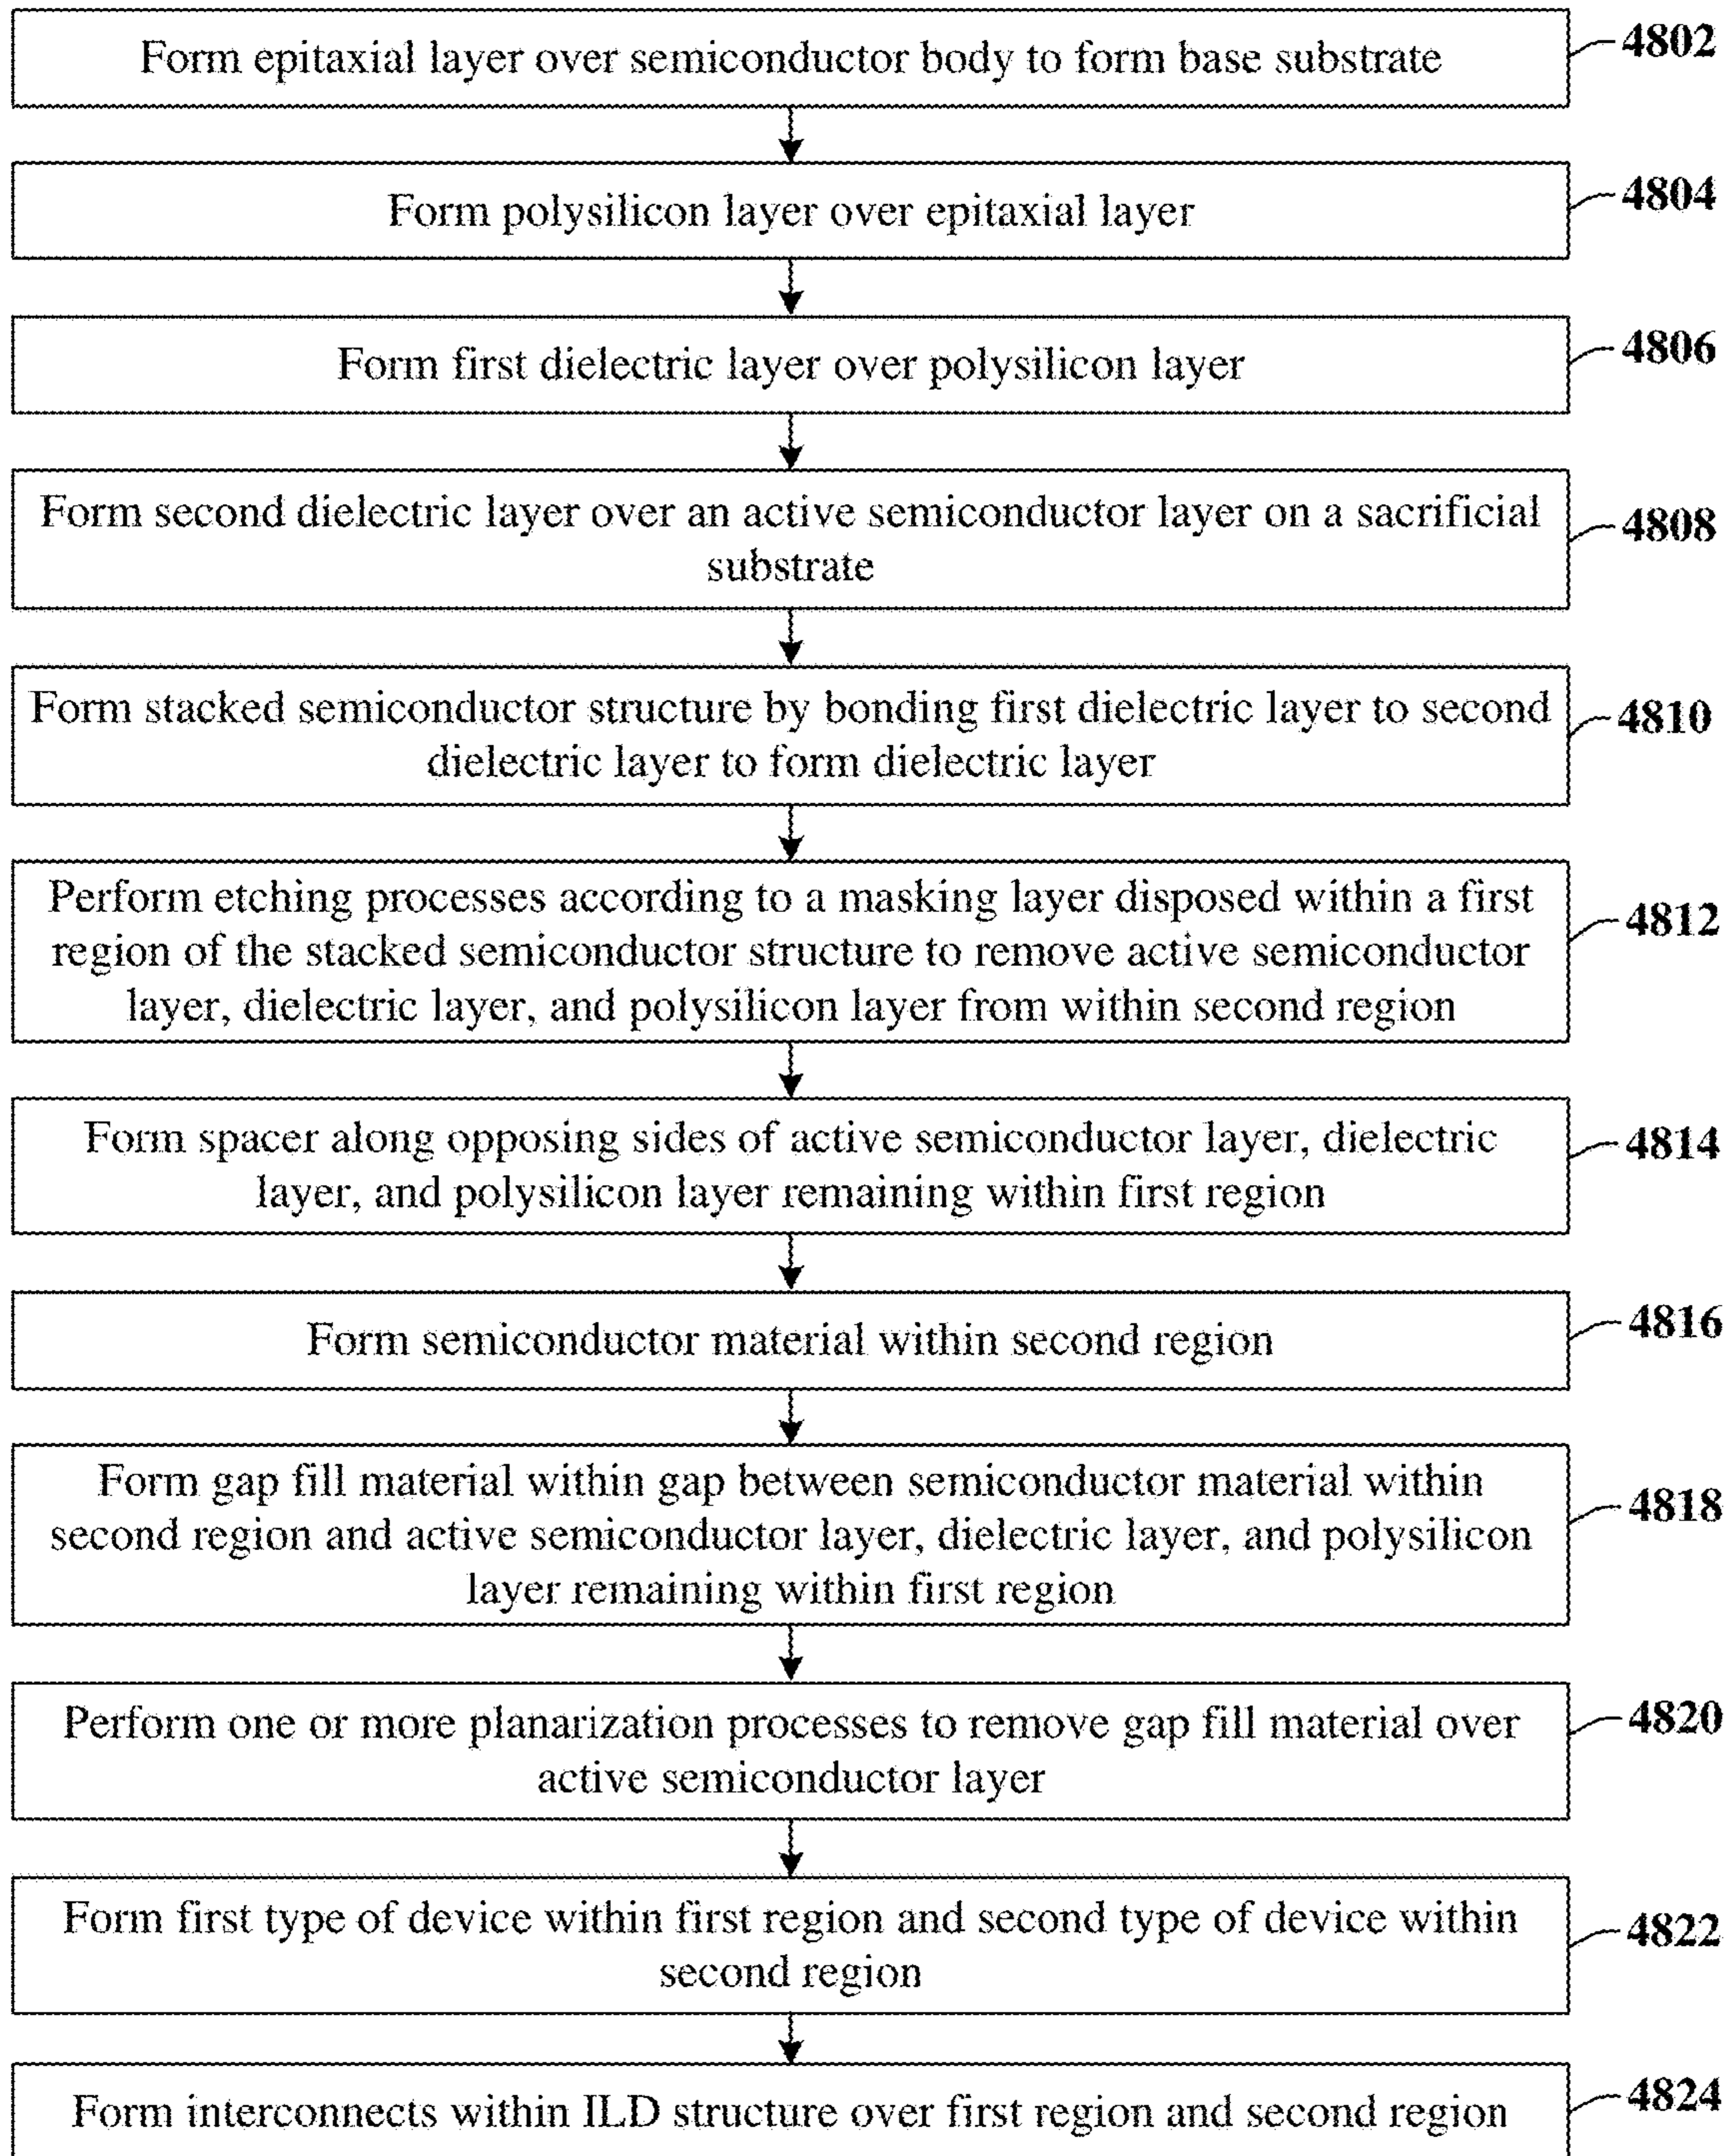 Form epitaxial layer over semiconductor body to form base substrate
4802
Form polysilicon layer over epitaxial layer
4804
Form first dielectric layer over polysilicon layer
4806
Form second dielectric layer over an active semiconductor layer on a sacrificial
substrate
4808
Form stacked semiconductor structure by bonding first dielectric layer to second
dielectric layer to form dielectric layer
4810
Perform etching processes according to a masking layer disposed within a first
region of the stacked semiconductor structure to remove active semiconductor
layer, dielectric layer, and polysilicon layer from within second region
4812
Form spacer along opposing sides of active semiconductor layer, dielectric
layer, and polysilicon layer remaining within first region
4814
Form semiconductor material within second region
4816
Form gap fill material within gap between semiconductor material within
second region and active semiconductor layer, dielectric layer, and polysilicon
layer remaining within first region
4818
Perform one or more planarization processes to remove gap fill material over
active semiconductor layer
4820
Form first type of device within first region and second type of device within
second region
4822
Form interconnects within ILD structure over first region and second region
4824